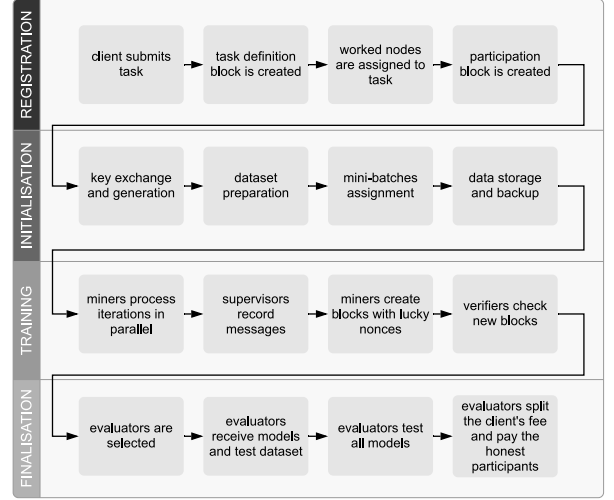 REGISTRATION
client submits
task
task definition
block is created
worked nodes
are assigned to
task
participation
block is created
INITIALISATION
key exchange
and generation
dataset
preparation
mini-batches
assignment
data storage
and backup
TRAINING
miners process
iterations in
parallel
supervisors
record
messages
miners create
blocks with lucky
nonces
verifiers check
new blocks
FINALISATION
evaluators are
selected
evaluators
receive models
and test dataset
evaluators test
all models
evaluators split
the client's fee
and pay the
honest
participants